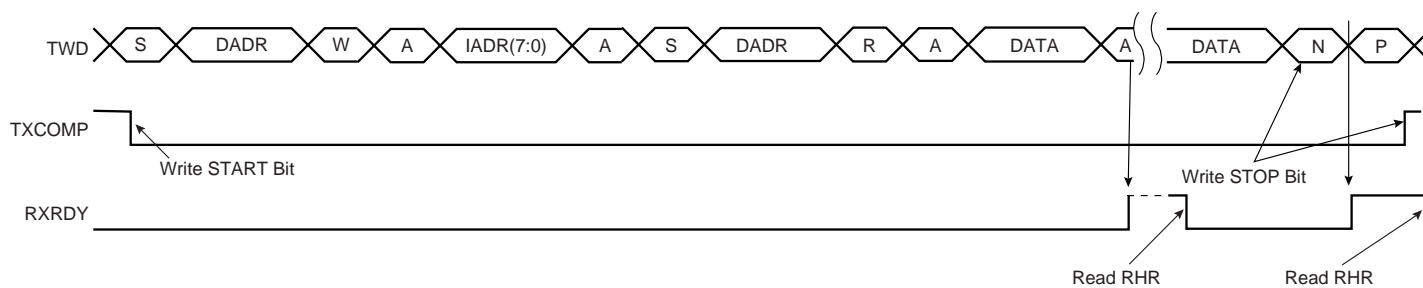 TWD S DADR W A IADR(7:0) A S DADR R A DATA A DATA N P
TXCOMP
Write START Bit
Write STOP Bit
RXRDY
Read RHR Read RHR